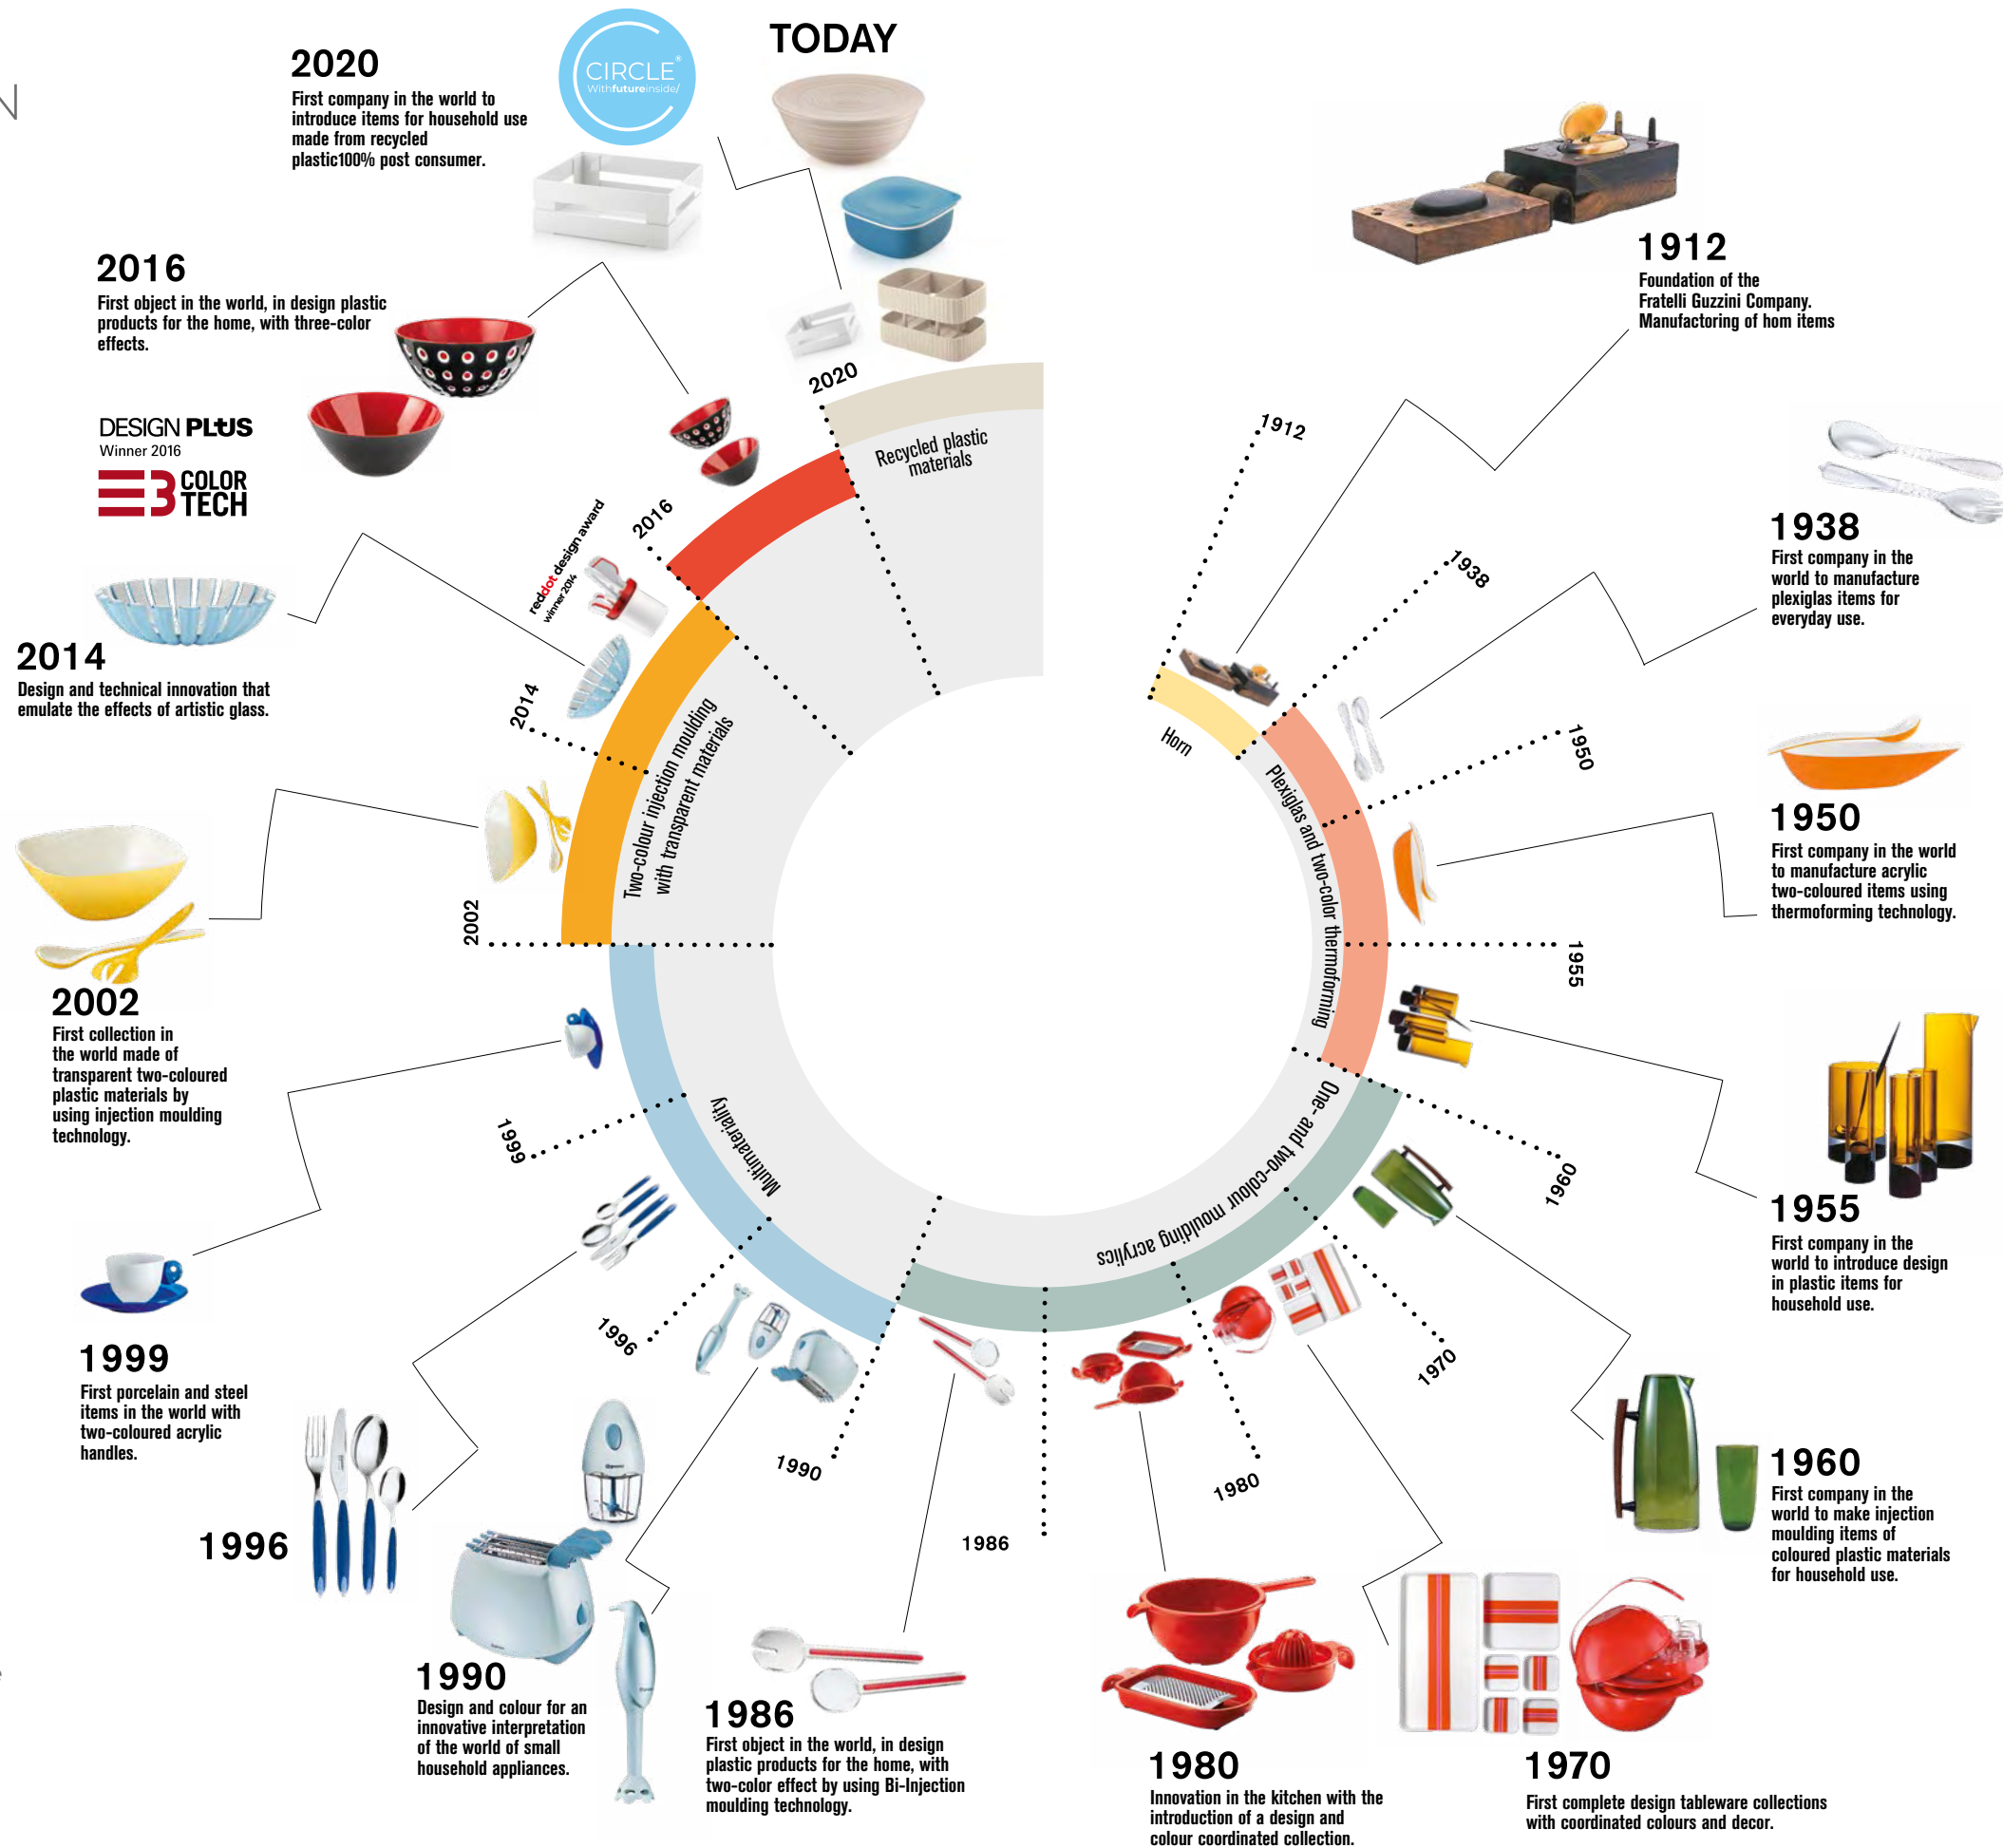 N
TODAY
2020
First company in the world to
introduce items for household use
made from recycled
plastic100% post consumer.
CIRCLE®
Withfutureinside/
1912
Foundation of the
Fratelli Guzzini Company.
Manufactoring of hom items
2016
First object in the world, in design plastic
products for the home, with three-color
effects.
DESIGN PLUS
Winner 2016
3 COLOR
TECH
1938
First company in the
world to manufacture
plexiglas items for
everyday use.
2014
Design and technical innovation that
emulate the effects of artistic glass.
1950
First company in the world
to manufacture acrylic
two-coloured items using
thermoforming technology.
2002
First collection in
the world made of
transparent two-coloured
plastic materials by
using injection moulding
technology.
1955
First company in the
world to introduce design
in plastic items for
household use.
1999
First porcelain and steel
items in the world with
two-coloured acrylic
handles.
1960
First company in the
world to make injection
moulding items of
coloured plastic materials
for household use.
1996
1990
Design and colour for an
innovative interpretation
of the world of small
household appliances.
1986
First object in the world, in design
plastic products for the home, with
two-color effect by using Bi-Injection
moulding technology.
1980
Innovation in the kitchen with the
introduction of a design and
colour coordinated collection.
1970
First complete design tableware collections
with coordinated colours and decor.
1912
1938
1950
1955
1960
1970
1980
1986
1990
1996
1999
2002
2014
2016
2020
reddot design award
winner 2014
Horn
Plexiglas and two-color thermoforming
One- and two-colour moulding acrylics
Multimateriality
Two-colour injection moulding
with transparent materials
Recycled plastic
materials